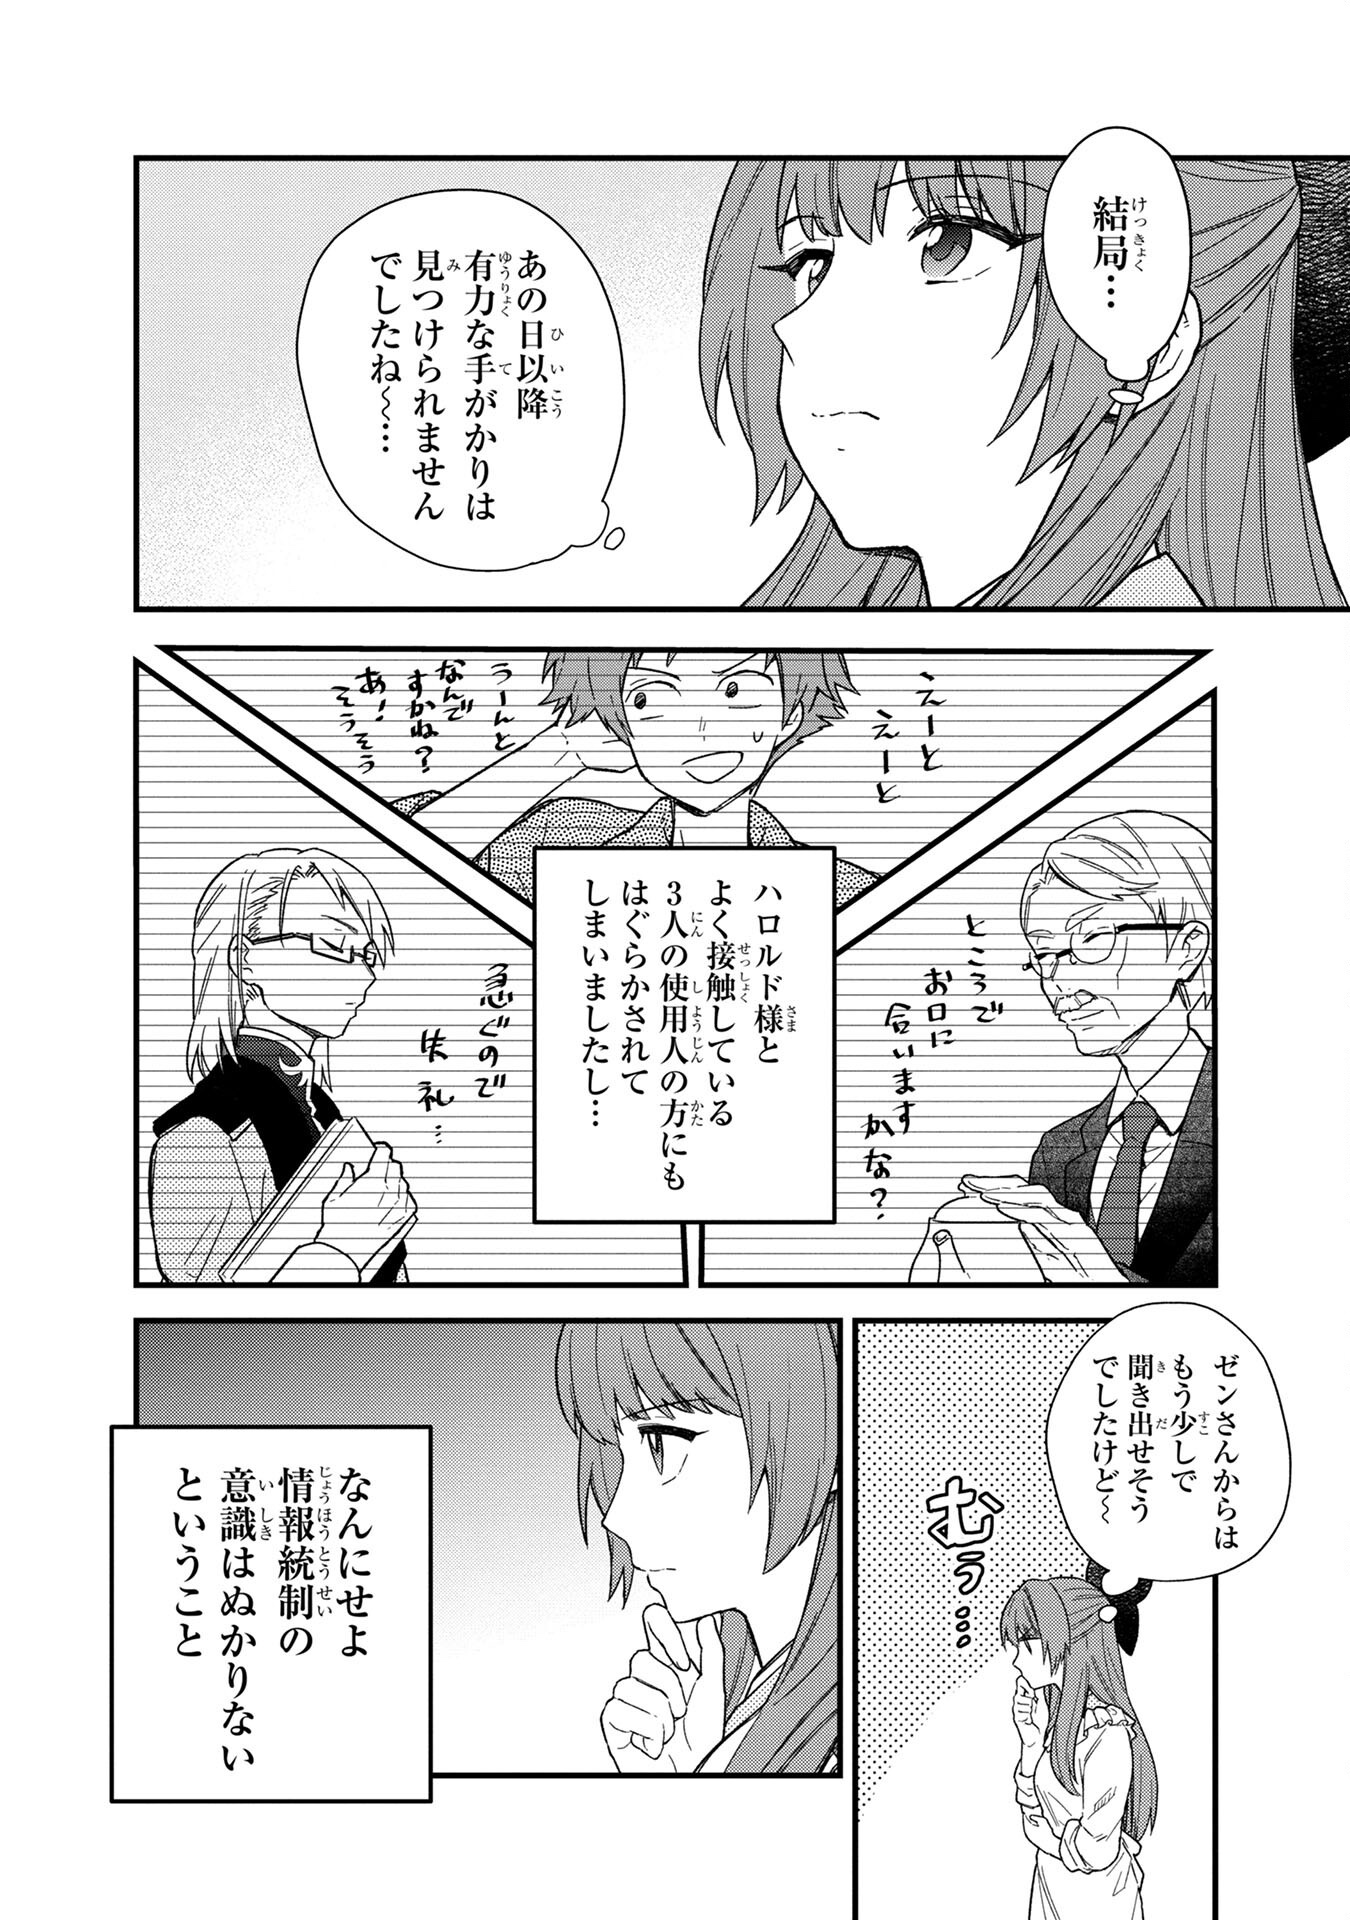 結局…
あの日以降
有力な手がかりは
見つけられません
でしたね〜……
えーと
えーと
うーんと
なんで
すかね？
あ！
そうそう
ところで
お口に
合います
かな？
急ぐので
失礼…
ハロルド様と
よく接触している
3人の使用人の方にも
はぐらかされて
しまいましたし…
ゼンさんからは
もう少しで
聞き出せそう
でしたけど〜
むぅ…
なんにせよ
情報統制の
意識はぬかりない
ということ